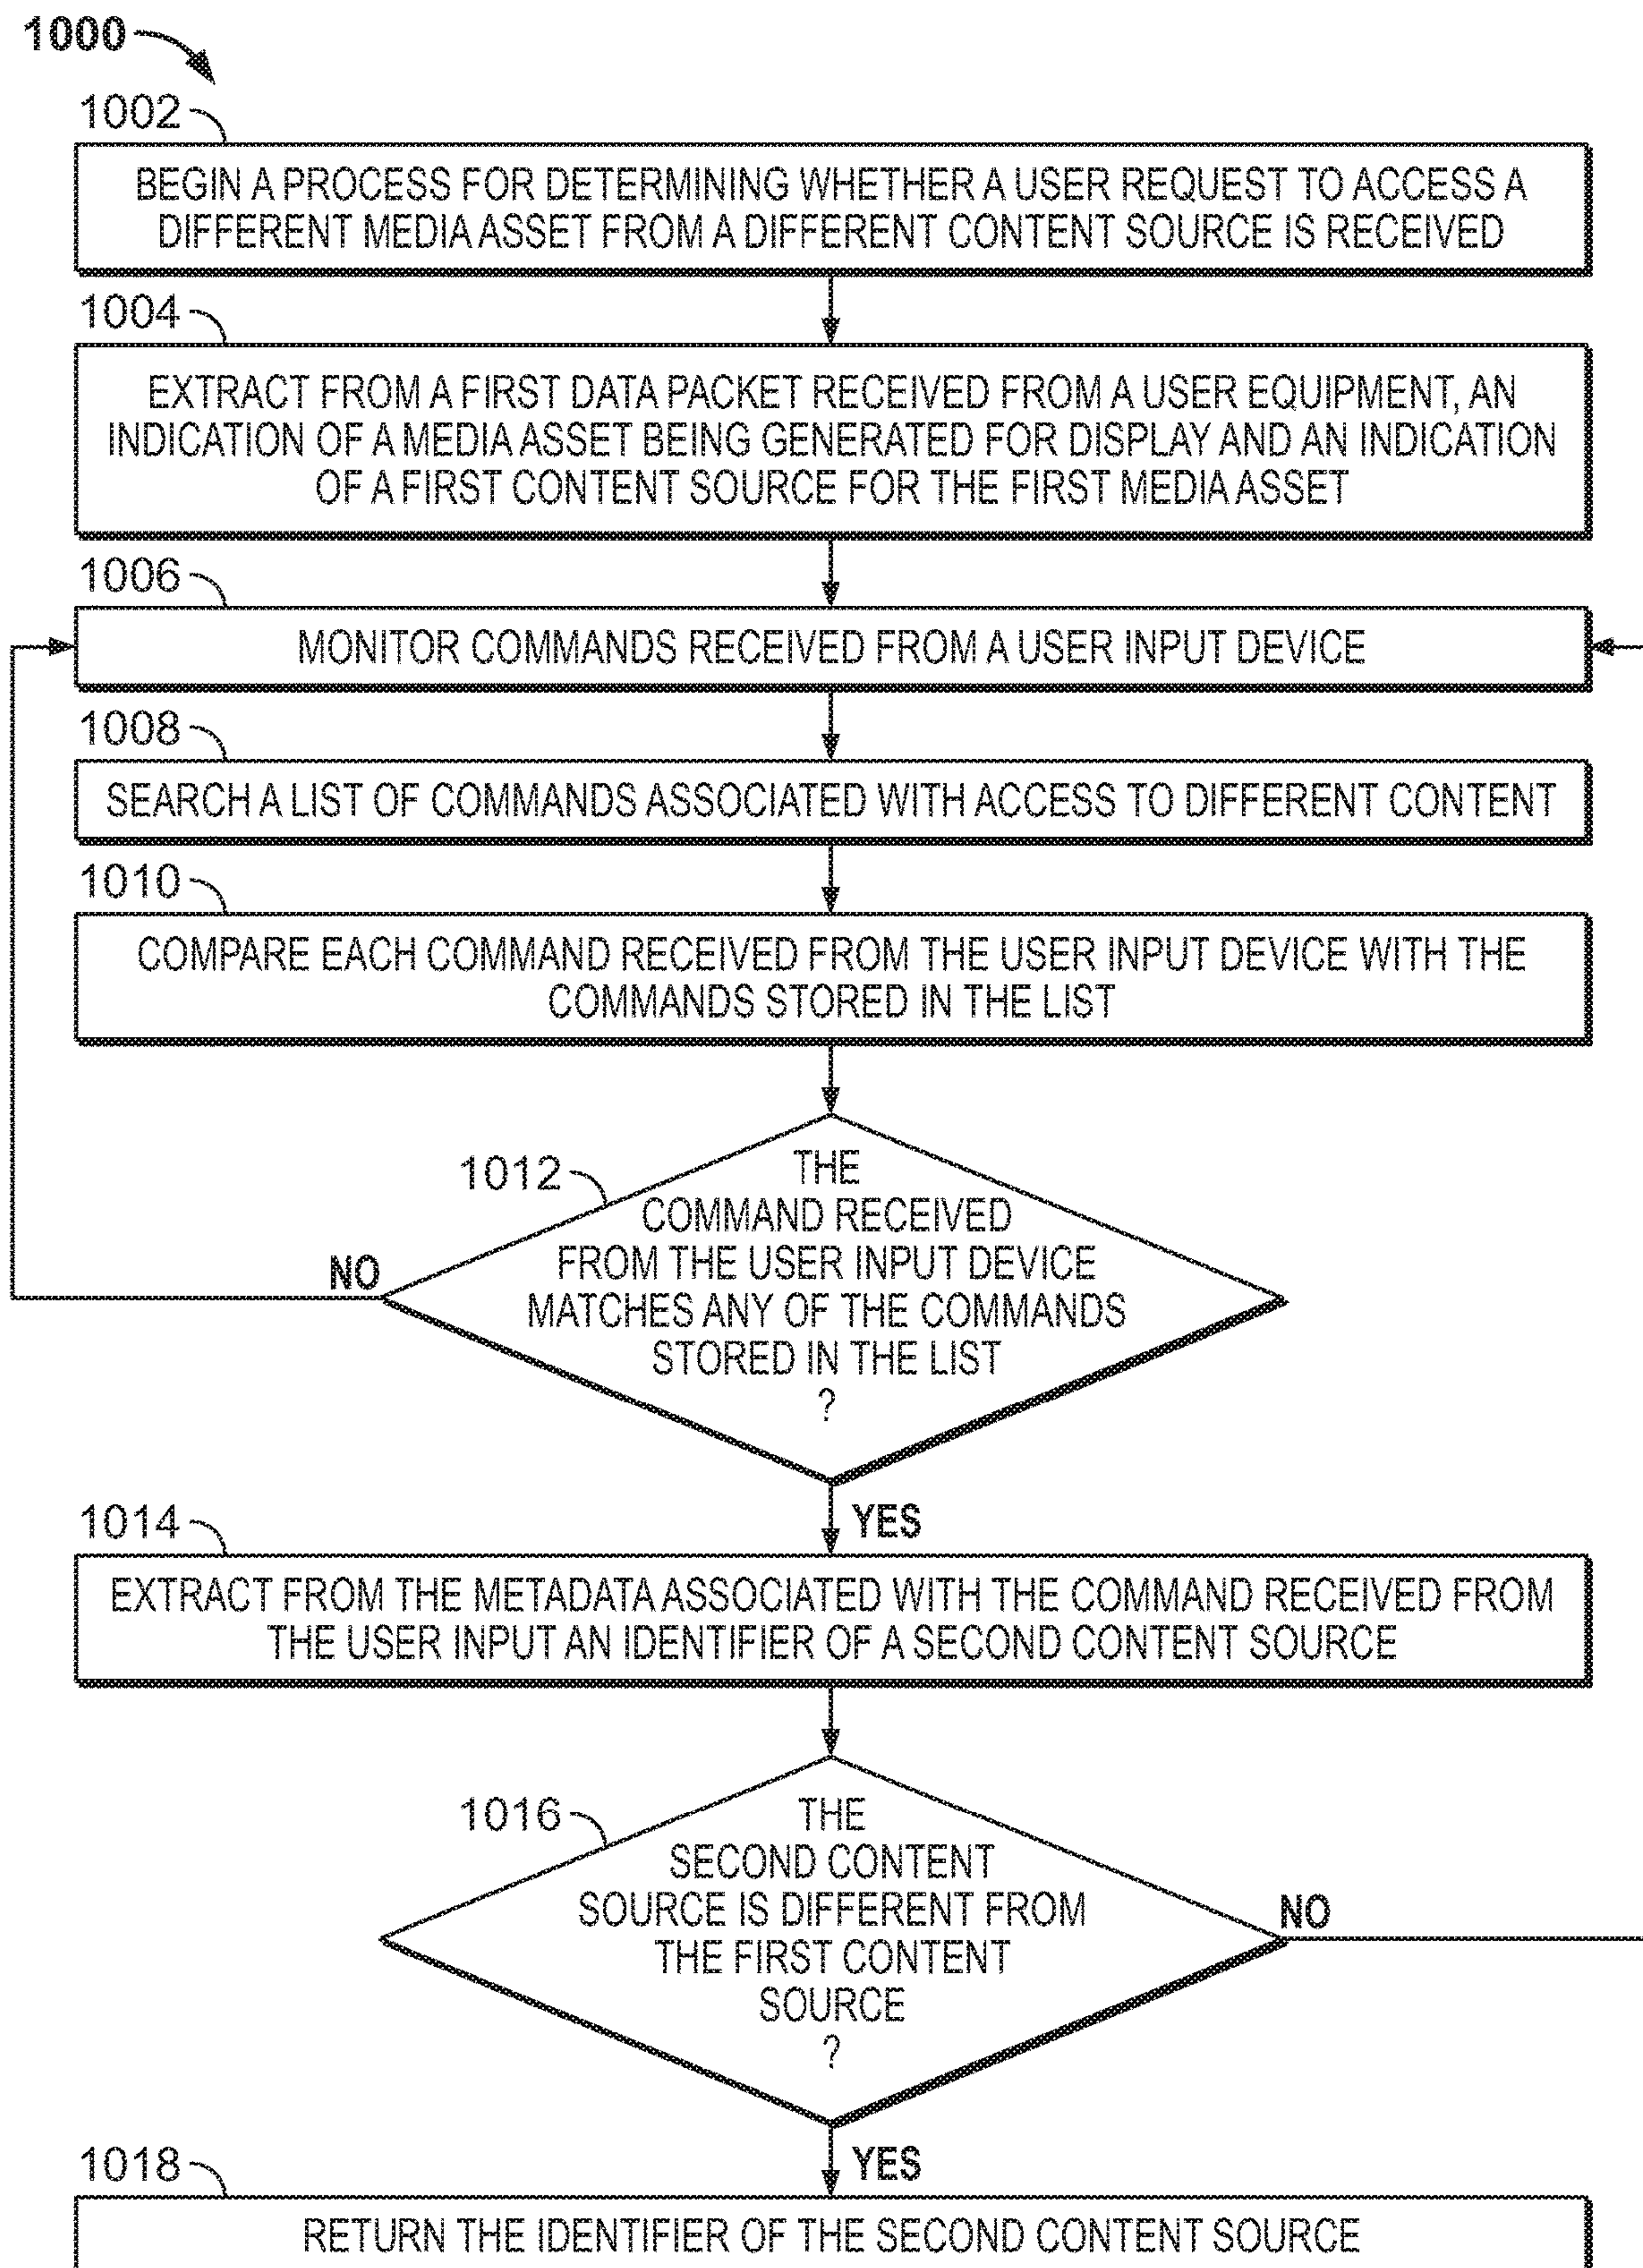 1000
1002
BEGIN A PROCESS FOR DETERMINING WHETHER A USER REQUEST TO ACCESS A
DIFFERENT MEDIA ASSET FROM A DIFFERENT CONTENT SOURCE IS RECEIVED
1004
EXTRACT FROM A FIRST DATA PACKET RECEIVED FROM A USER EQUIPMENT, AN
INDICATION OF A MEDIA ASSET BEING GENERATED FOR DISPLAY AND AN INDICATION
OF A FIRST CONTENT SOURCE FOR THE FIRST MEDIA ASSET
1006
MONITOR COMMANDS RECEIVED FROM A USER INPUT DEVICE
1008
SEARCH A LIST OF COMMANDS ASSOCIATED WITH ACCESS TO DIFFERENT CONTENT
1010
COMPARE EACH COMMAND RECEIVED FROM THE USER INPUT DEVICE WITH THE
COMMANDS STORED IN THE LIST
1012
THE
COMMAND RECEIVED
FROM THE USER INPUT DEVICE
MATCHES ANY OF THE COMMANDS
STORED IN THE LIST
?
NO
YES
1014
EXTRACT FROM THE METADATA ASSOCIATED WITH THE COMMAND RECEIVED FROM
THE USER INPUT AN IDENTIFIER OF A SECOND CONTENT SOURCE
1016
THE
SECOND CONTENT
SOURCE IS DIFFERENT FROM
THE FIRST CONTENT
SOURCE
?
NO
YES
1018
RETURN THE IDENTIFIER OF THE SECOND CONTENT SOURCE